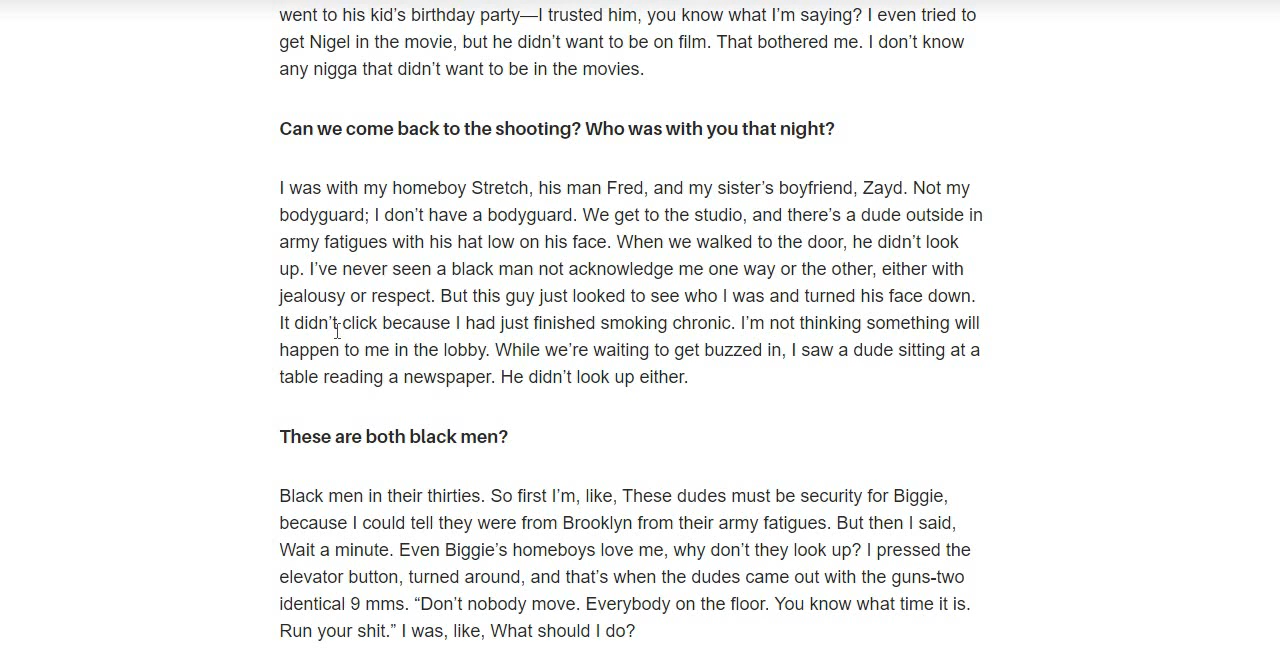 went to his kid’s birthday party—I trusted him, you know what I’m saying? I even tried to
get Nigel in the movie, but he didn’t want to be on film. That bothered me. I don’t know
any nigga that didn’t want to be in the movies.
Can we come back to the shooting? Who was with you that night?
I was with my homeboy Stretch, his man Fred, and my sister’s boyfriend, Zayd. Not my
bodyguard; I don’t have a bodyguard. We get to the studio, and there’s a dude outside in
army fatigues with his hat low on his face. When we walked to the door, he didn’t look
up. I’ve never seen a black man not acknowledge me one way or the other, either with
jealousy or respect. But this guy just looked to see who I was and turned his face down.
It didn’t click because I had just finished smoking chronic. I’m not thinking something will
happen to me in the lobby. While we’re waiting to get buzzed in, I saw a dude sitting at a
table reading a newspaper. He didn’t look up either.
These are both black men?
Black men in their thirties. So first I’m, like, These dudes must be security for Biggie,
because I could tell they were from Brooklyn from their army fatigues. But then I said,
Wait a minute. Even Biggie’s homeboys love me, why don’t they look up? I pressed the
elevator button, turned around, and that’s when the dudes came out with the guns-two
identical 9 mms. “Don’t nobody move. Everybody on the floor. You know what time it is.
Run your shit.” I was, like, What should I do?